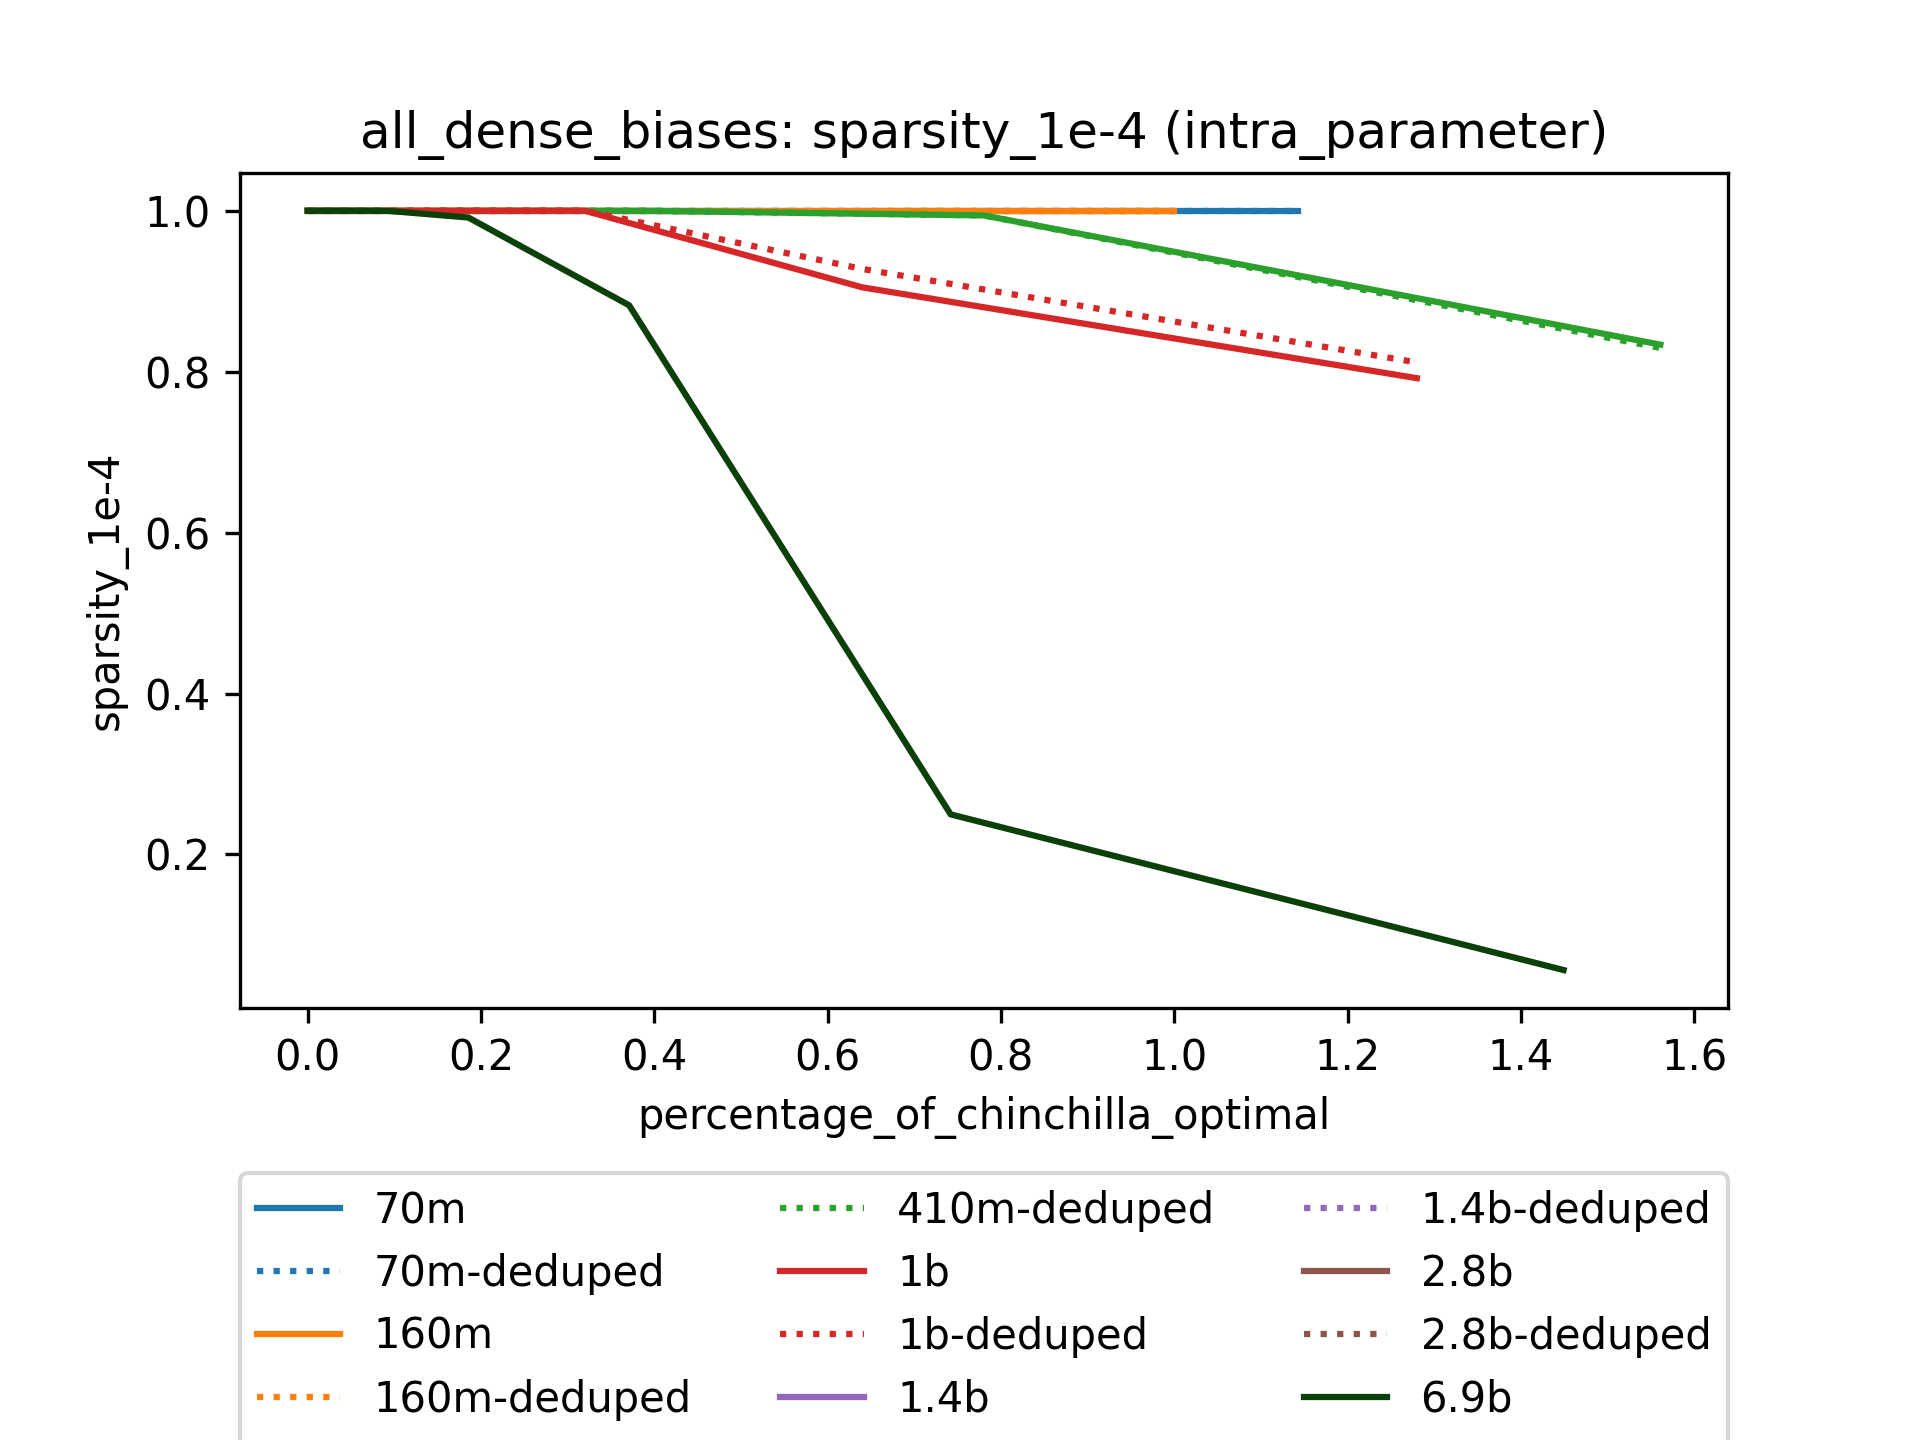 all_dense_biases: sparsity_1e-4 (intra_parameter)
1.0
0.8
0.6
0.4
0.2
sparsity_1e-4
0.0 0.2 0.4 0.6 0.8 1.0 1.2 1.4 1.6
percentage_of_chinchilla_optimal
70m
70m-deduped
160m
160m-deduped
410m-deduped
1b
1b-deduped
1.4b
1.4b-deduped
2.8b
2.8b-deduped
6.9b